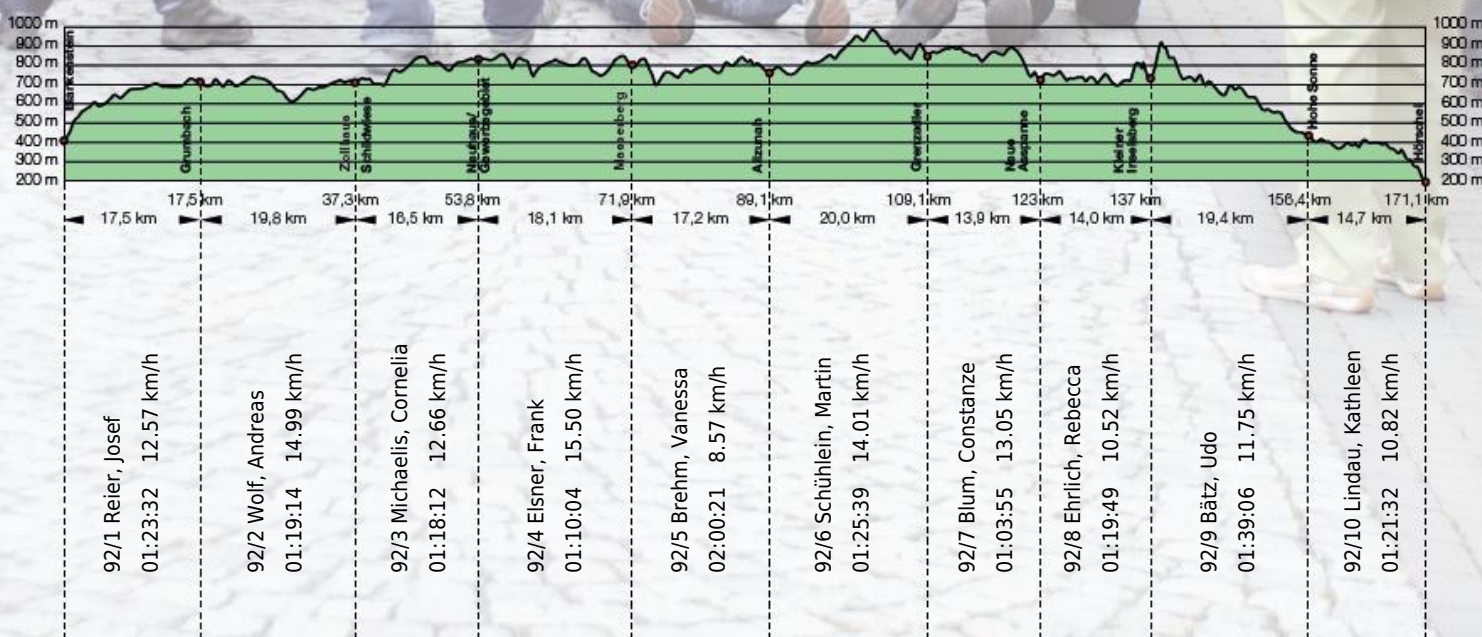 1000 m
900 m
800 m
700 m
600 m
500 m
400 m
300 m
200 m
1000 m
900 m
800 m
700 m
600 m
500 m
400 m
300 m
200 m
Grumbach
Zollhaus
Schildwiese
Neuhaus/
Masserberg
Allzunah
Grenzadler
Neue
Ausspanne
Kleiner
Inselsberg
Hohe Sonne
Hörschel
17,5 km
37,3 km
53,8 km
71,9 km
89,1 km
109,1 km
123 km
137 km
156,4 km
171,1 km
17,5 km
19,8 km
16,5 km
18,1 km
17,2 km
20,0 km
13,9 km
14,0 km
19,4 km
14,7 km
92/1 Reier, Josef
01:23:32 12.57 km/h
92/2 Wolf, Andreas
01:19:14 14.99 km/h
92/3 Michaelis, Cornelia
01:18:12 12.66 km/h
92/4 Elsner, Frank
01:10:04 15.50 km/h
92/5 Brehm, Vanessa
02:00:21 8.57 km/h
92/6 Schühlein, Martin
01:25:39 14.01 km/h
92/7 Blum, Constanze
01:03:55 13.05 km/h
92/8 Ehrlich, Rebecca
01:19:49 10.52 km/h
92/9 Bätz, Udo
01:39:06 11.75 km/h
92/10 Lindau, Kathleen
01:21:32 10.82 km/h